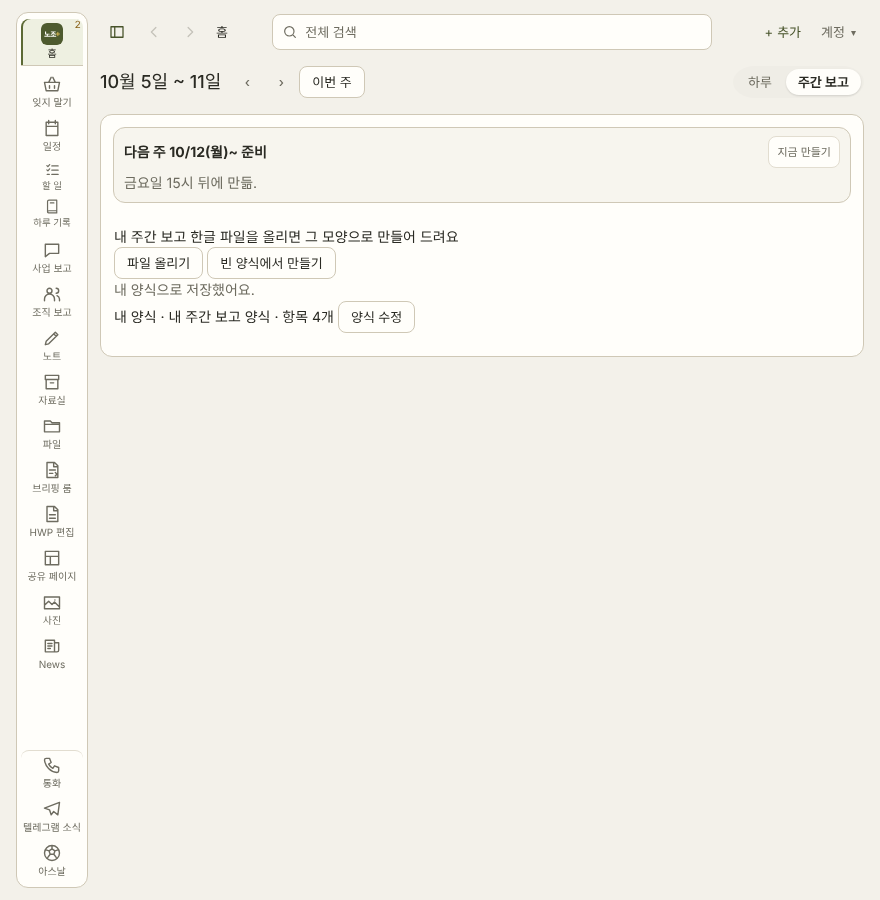 노조+
2
홈
잊지 말기
일정
할 일
하루 기록
사업 보고
조직 보고
노트
자료실
파일
브리핑 룸
HWP 편집
공유 페이지
사진
News
통화
텔레그램 소식
아스날
홈
전체 검색
+ 추가
계정 ▾
10월 5일 ~ 11일
‹ › 이번 주
하루
주간 보고
다음 주 10/12(월)~ 준비
지금 만들기
금요일 15시 뒤에 만듦.
내 주간 보고 한글 파일을 올리면 그 모양으로 만들어 드려요
파일 올리기 빈 양식에서 만들기
내 양식으로 저장했어요.
내 양식 · 내 주간 보고 양식 · 항목 4개 양식 수정